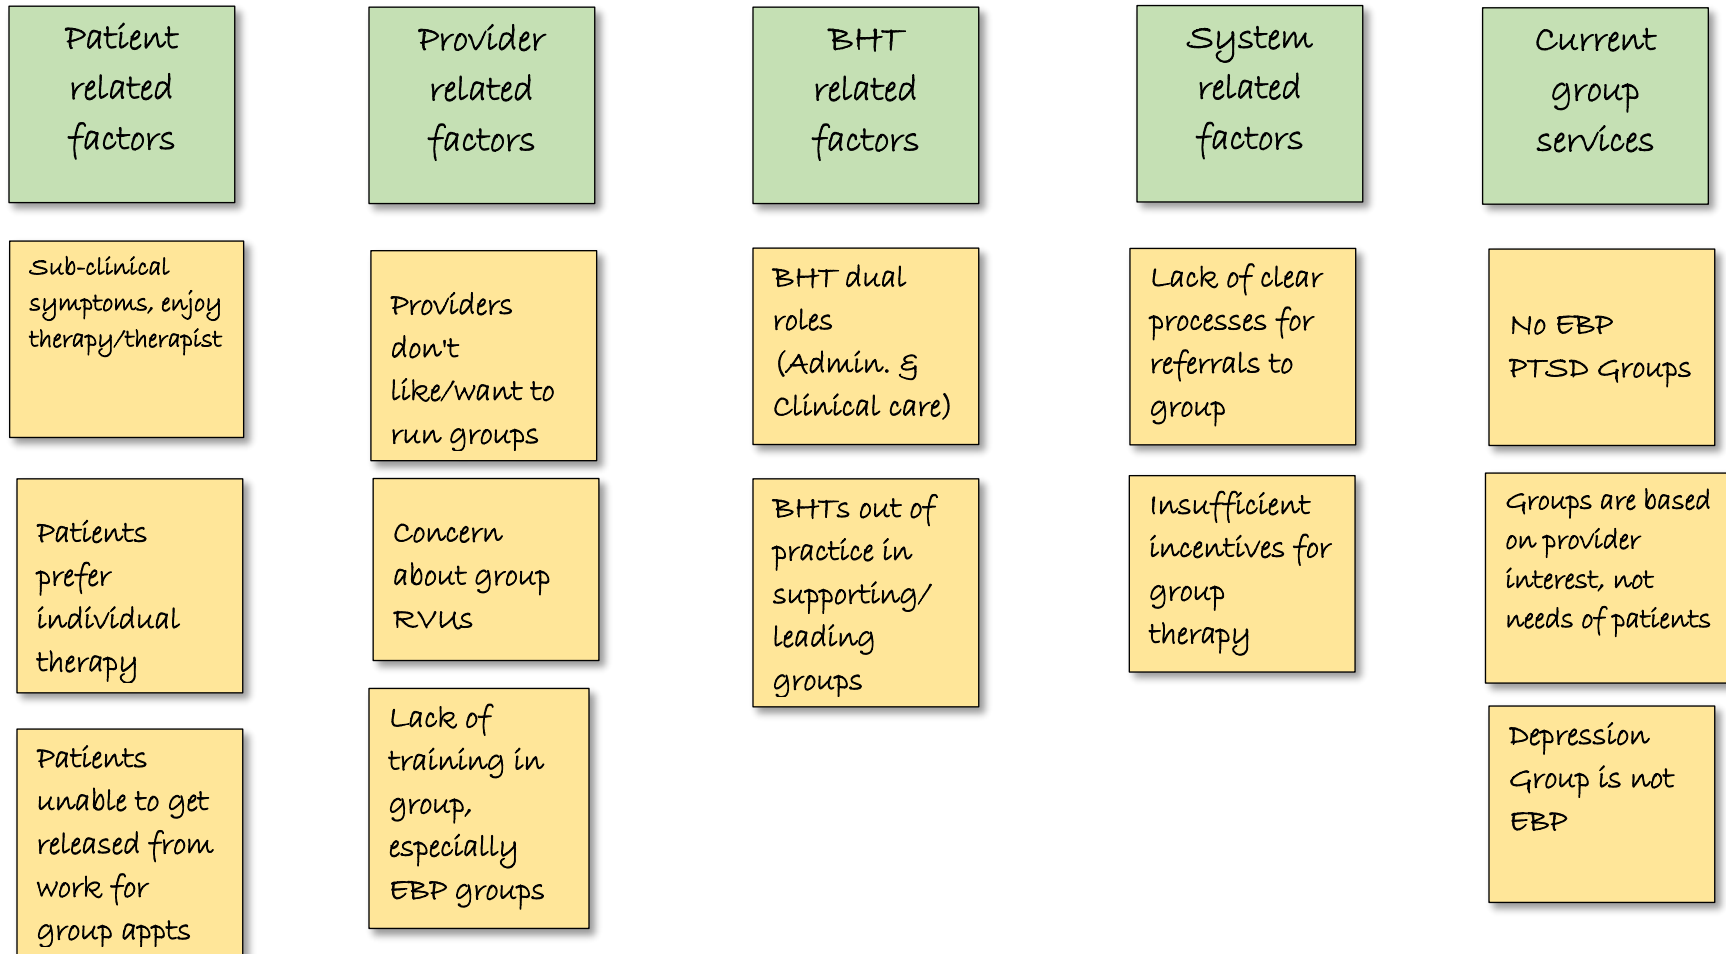 Patient
related
factors
Provider
related
factors
BHT
related
factors
System
related
factors
Current
group
services
Sub-clinical
symptoms, enjoy
therapy/therapist
Providers
don't
like/want to
run groups
BHT dual
roles
(Admin. &
Clinical care)
Lack of clear
processes for
referrals to
group
No EBP
PTSD Groups
Patients
prefer
individual
therapy
Concern
about group
RVUs
BHTs out of
practice in
supporting/
leading
groups
Insufficient
incentives for
group
therapy
Groups are based
on provider
interest, not
needs of patients
Patients
unable to get
released from
work for
group appts
Lack of
training in
group,
especially
EBP groups
Depression
Group is not
EBP